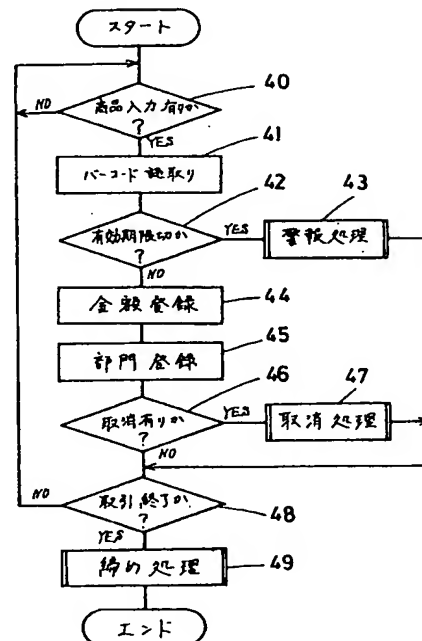 スタート
40
商品入力有りか
?
NO
YES
41
バーコード読取り
42
43
有効期限切か
?
YES
警報処理
NO
44
金額登録
45
部門登録
46
47
取消有りか
?
YES
取消処理
NO
取引終了か
?
NO
48
YES
締め処理
49
エンド